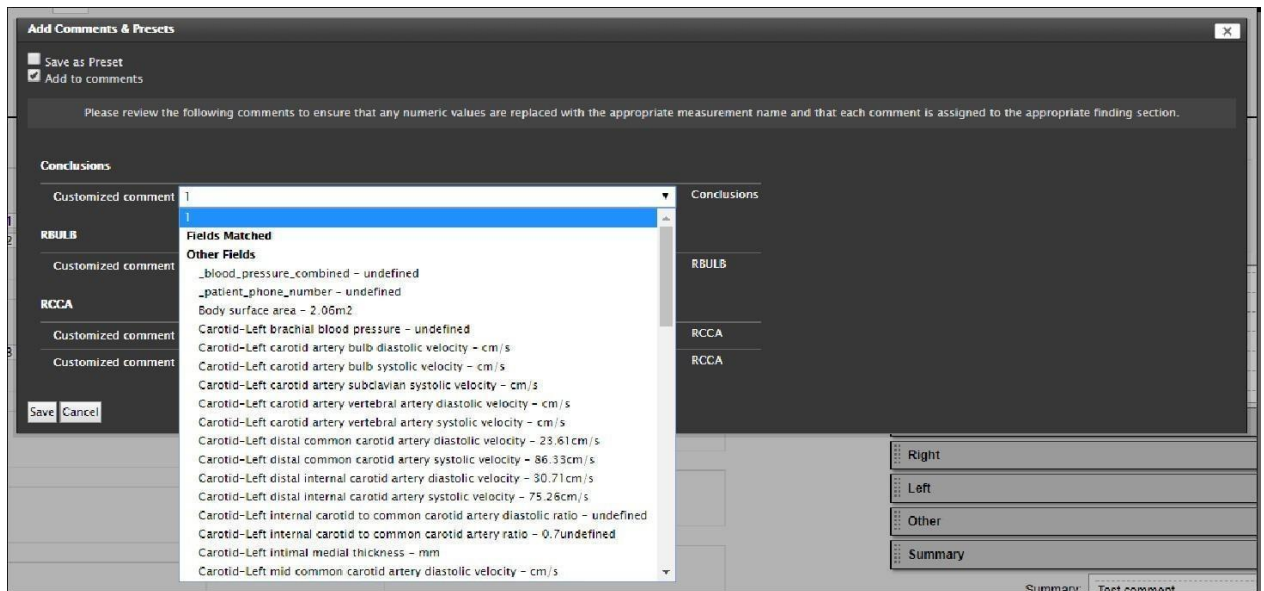 Add Comments & Presets
Save as Preset
Add to comments
Please review the following comments to ensure that any numeric values are replaced with the appropriate measurement name and that each comment is assigned to the appropriate finding section.
Conclusions
Customized comment 1 Conclusions
1
RBULB
Fields Matched
Other Fields
Customized comment RBULB
_blood_pressure_combined - undefined
_patient_phone_number - undefined
RCCA
Body surface area - 2.06m2
Carotid-Left brachial blood pressure - undefined
Customized comment RCCA
Carotid-Left carotid artery bulb diastolic velocity - cm/s
Carotid-Left carotid artery bulb systolic velocity - cm/s
Customized comment RCCA
Carotid-Left carotid artery subclavian systolic velocity - cm/s
Carotid-Left carotid artery vertebral artery diastolic velocity - cm/s
Save Cancel
Carotid-Left carotid artery vertebral artery systolic velocity - cm/s
Carotid-Left distal common carotid artery diastolic velocity - 23.61cm/s
Carotid-Left distal common carotid artery systolic velocity - 86.33cm/s
Carotid-Left distal internal carotid artery diastolic velocity - 30.71cm/s
Carotid-Left distal internal carotid artery systolic velocity - 75.26cm/s
Carotid-Left internal carotid to common carotid artery diastolic ratio - undefined
Carotid-Left internal carotid to common carotid artery ratio - 0.7undefined
Carotid-Left intimal medial thickness - mm
Carotid-Left mid common carotid artery diastolic velocity - cm/s
Right
Left
Other
Summary
Summary: Test comment